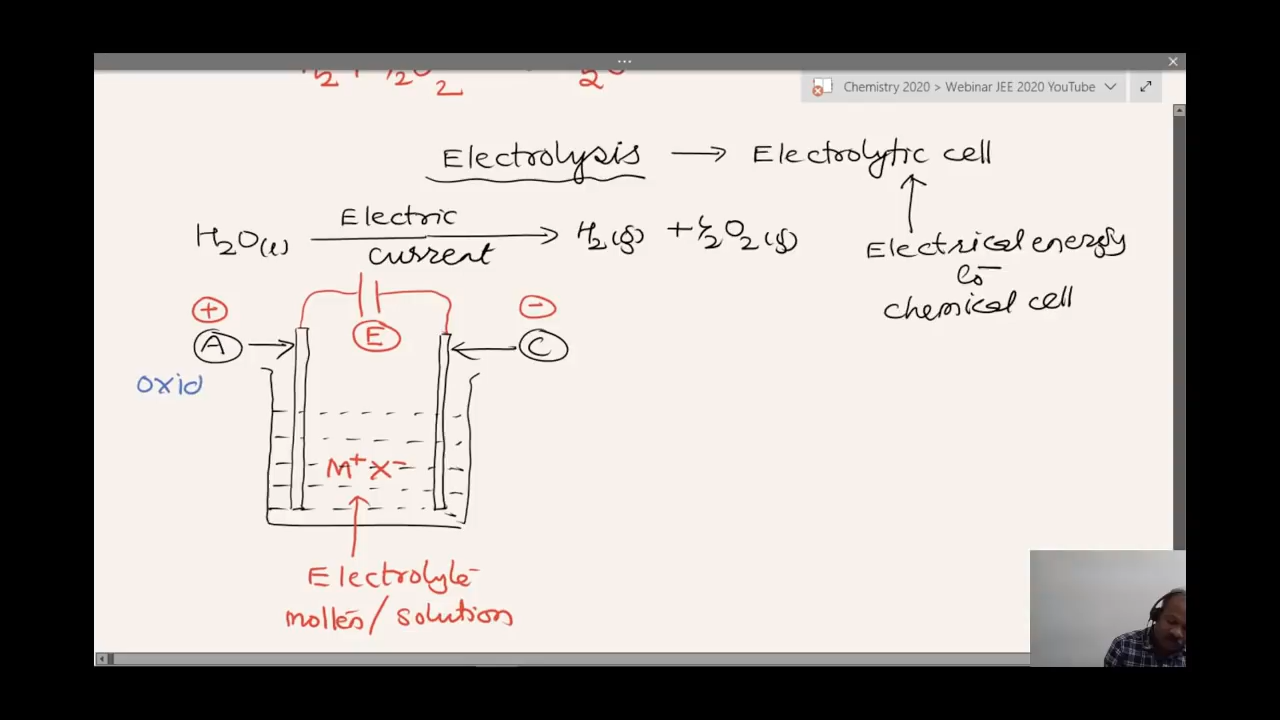 Chemistry 2020 > Webinar JEE 2020 YouTube
Electrolysis → Electrolytic cell
H₂O(l) Electric current → H₂(g) + ½O₂(g)
Electrical energy
to
chemical cell
+ −
A E C
oxid
M⁺X⁻
Electrolyte
molten/solution